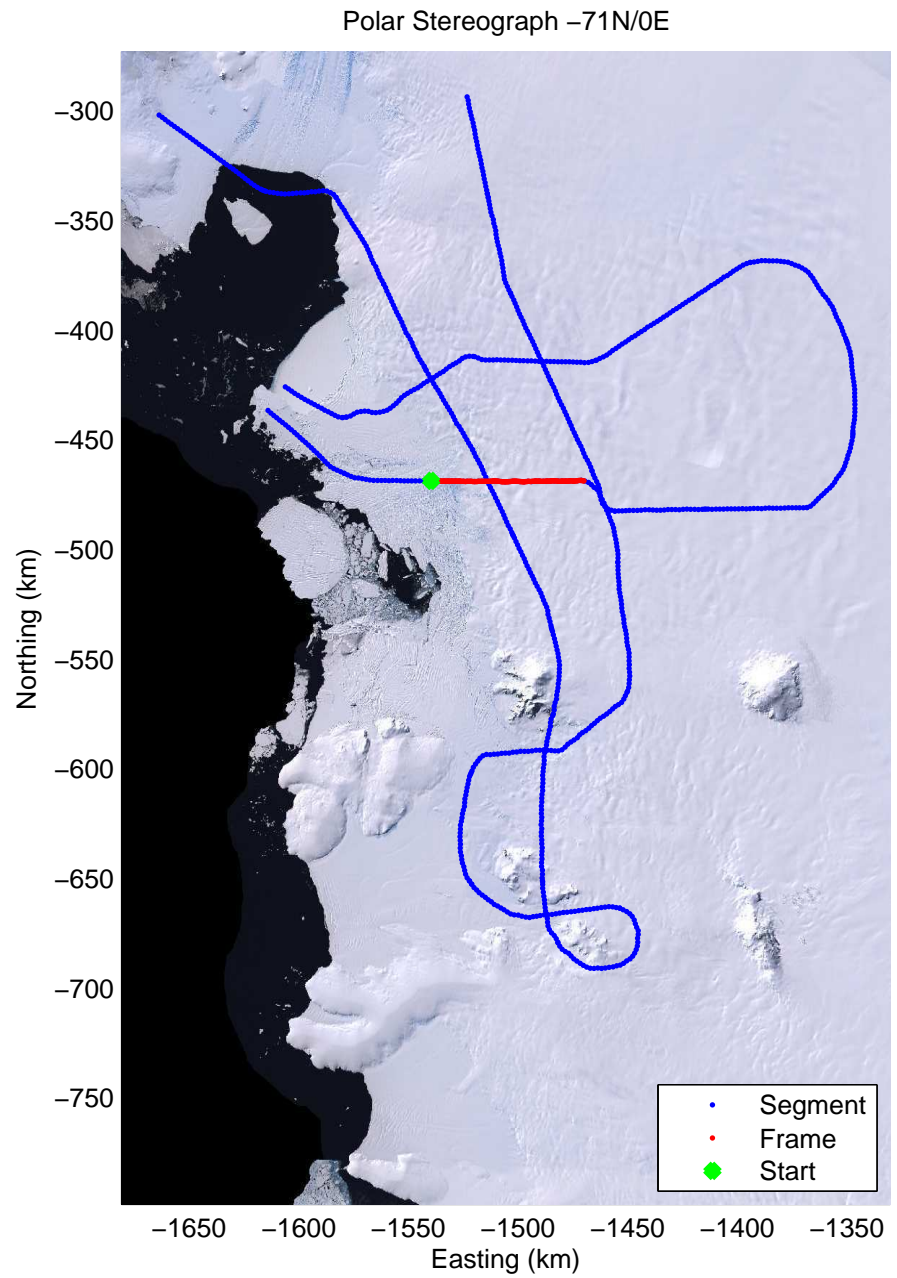 Polar Stereograph −71N/0E
−300
−350
−400
−450
−500
−550
−600
−650
−700
−750
Northing (km)
Segment
Frame
Start
−1650 −1600 −1550 −1500 −1450 −1400 −1350
Easting (km)